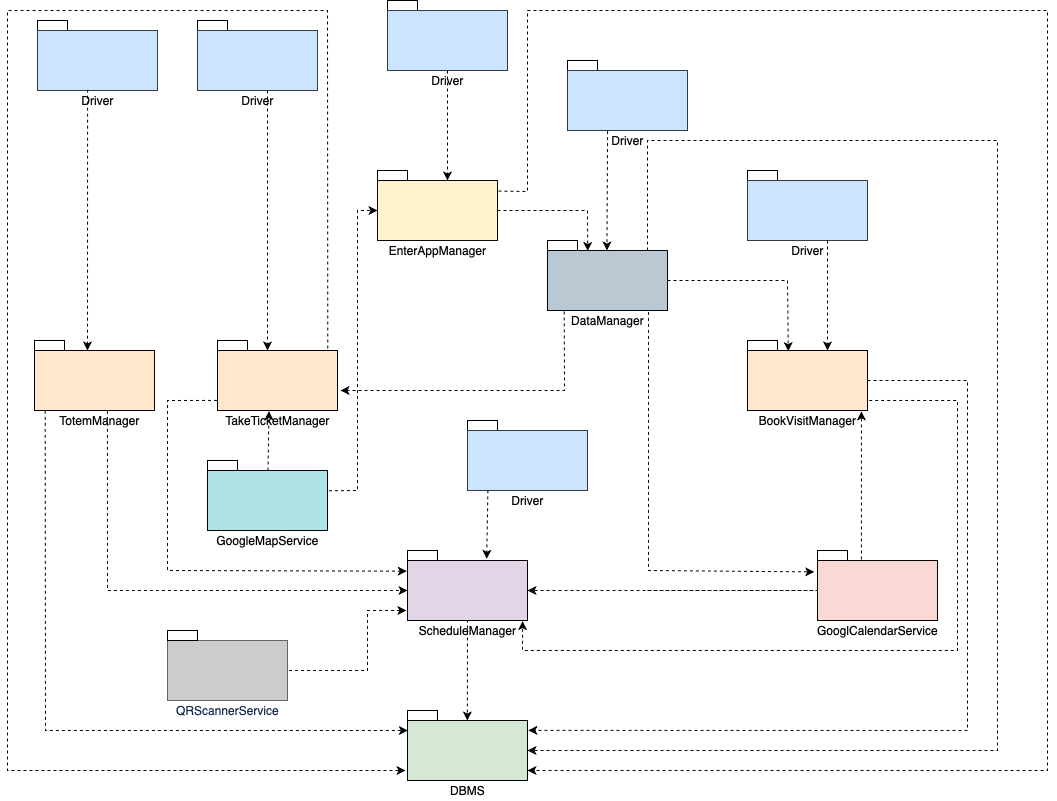 Driver
Driver
Driver
Driver
Driver
EnterAppManager
DataManager
TotemManager
TakeTicketManager
BookVisitManager
Driver
GoogleMapService
ScheduleManager
GooglCalendarService
QRScannerService
DBMS